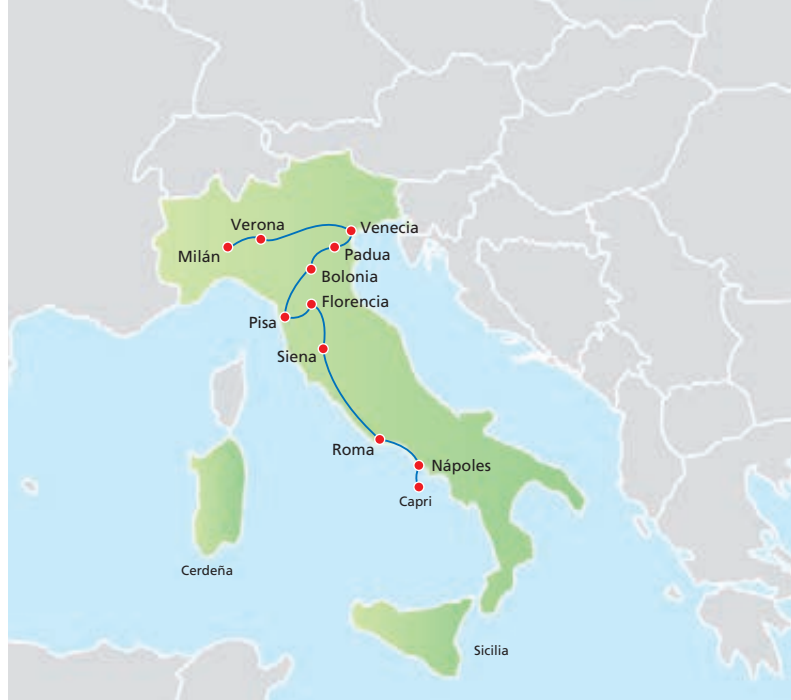 Verona
Venecia
Milán
Padua
Bolonia
Florencia
Pisa
Siena
Roma
Nápoles
Capri
Cerdeña
Sicilia